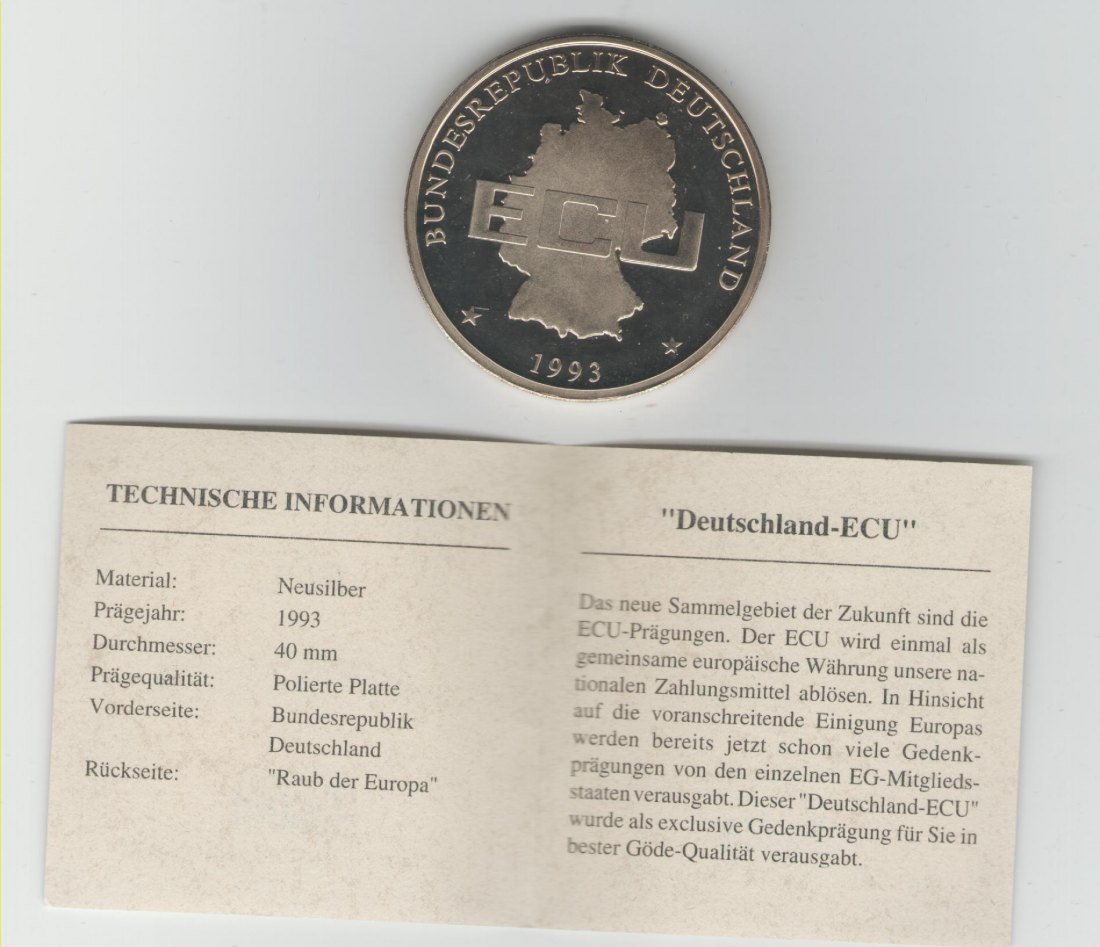 BUNDESREPUBLIK DEUTSCHLAND
ECU
1993
TECHNISCHE INFORMATIONEN
Material: Neusilber
Prägejahr: 1993
Durchmesser: 40 mm
Prägequalität: Polierte Platte
Vorderseite: Bundesrepublik
Deutschland
Rückseite: "Raub der Europa"
"Deutschland-ECU"
Das neue Sammelgebiet der Zukunft sind die
ECU-Prägungen. Der ECU wird einmal als
gemeinsame europäische Währung unsere na-
tionalen Zahlungsmittel ablösen. In Hinsicht
auf die voranschreitende Einigung Europas
werden bereits jetzt schon viele Gedenk-
prägungen von den einzelnen EG-Mitglieds-
staaten verausgabt. Dieser "Deutschland-ECU"
wurde als exclusive Gedenkprägung für Sie in
bester Göde-Qualität verausgabt.